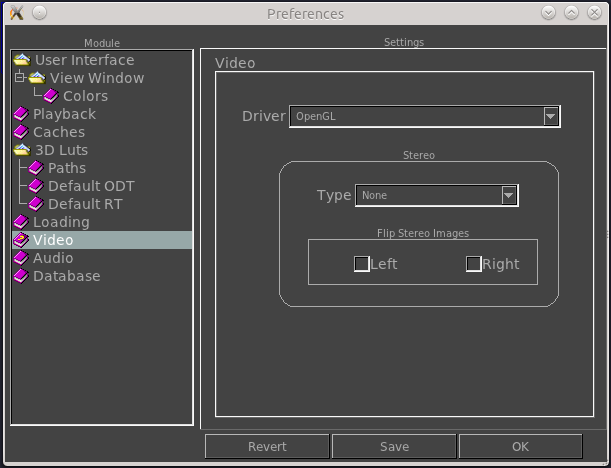 Preferences
Module
User Interface
View Window
Colors
Playback
Caches
3D Luts
Paths
Default ODT
Default RT
Loading
Video
Audio
Database
Settings
Video
Driver OpenGL
Stereo
Type None
Flip Stereo Images
Left Right
Revert Save OK